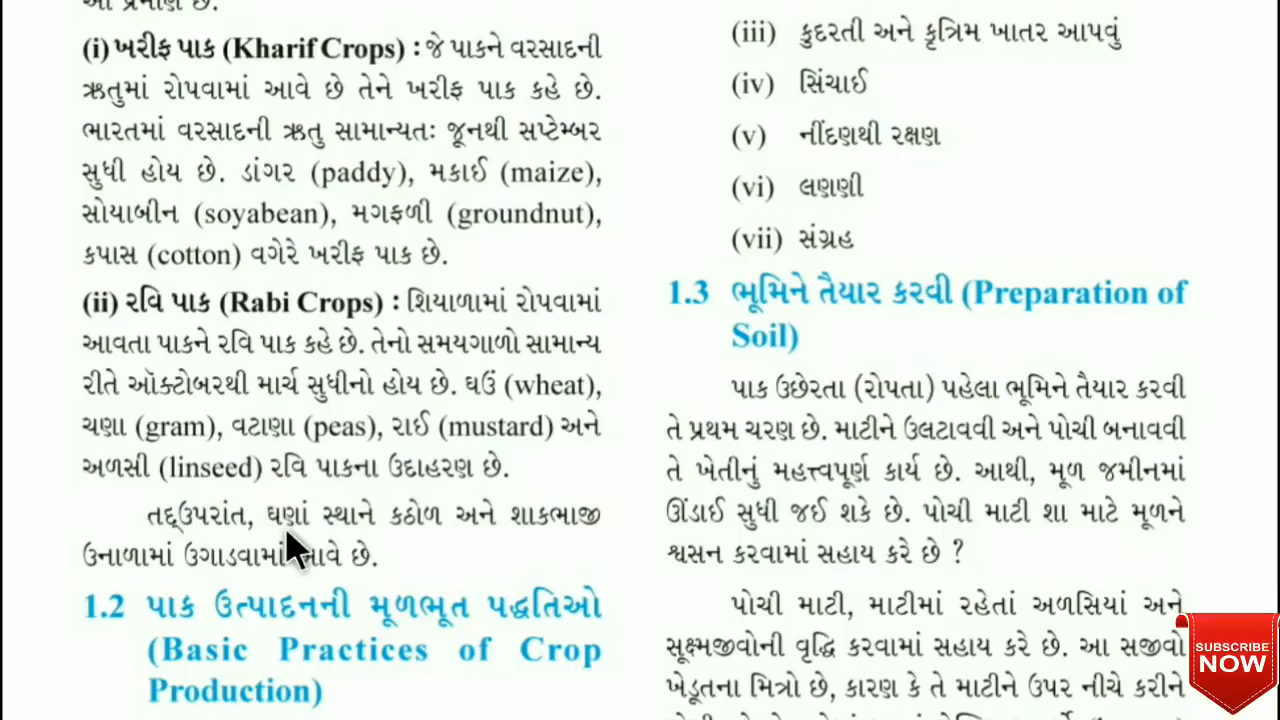 આ પ્રમાણે છે.
(i) ખરીફ પાક (Kharif Crops) : જે પાકને વરસાદની
ઋતુમાં રોપવામાં આવે છે તેને ખરીફ પાક કહે છે.
ભારતમાં વરસાદની ઋતુ સામાન્યતઃ જૂનથી સપ્ટેમ્બર
સુધી હોય છે. ડાંગર (paddy), મકાઈ (maize),
સોયાબીન (soyabean), મગફળી (groundnut),
કપાસ (cotton) વગેરે ખરીફ પાક છે.
(ii) રવિ પાક (Rabi Crops) : શિયાળામાં રોપવામાં
આવતા પાકને રવિ પાક કહે છે. તેનો સમયગાળો સામાન્ય
રીતે ઑક્ટોબરથી માર્ચ સુધીનો હોય છે. ઘઉં (wheat),
ચણા (gram), વટાણા (peas), રાઈ (mustard) અને
અળસી (linseed) રવિ પાકના ઉદાહરણ છે.
તદ્ઉપરાંત, ઘણાં સ્થાને કઠોળ અને શાકભાજી
ઉનાળામાં ઉગાડવામાં આવે છે.
1.2 પાક ઉત્પાદનની મૂળભૂત પદ્ધતિઓ
(Basic Practices of Crop
Production)
(iii) કુદરતી અને કૃત્રિમ ખાતર આપવું
(iv) સિંચાઈ
(v) નીંદણથી રક્ષણ
(vi) લણણી
(vii) સંગ્રહ
1.3 ભૂમિને તૈયાર કરવી (Preparation of
Soil)
પાક ઉછેરતા (રોપતા) પહેલા ભૂમિને તૈયાર કરવી
તે પ્રથમ ચરણ છે. માટીને ઉલટાવવી અને પોચી બનાવવી
તે ખેતીનું મહત્ત્વપૂર્ણ કાર્ય છે. આથી, મૂળ જમીનમાં
ઊંડાઈ સુધી જઈ શકે છે. પોચી માટી શા માટે મૂળને
શ્વસન કરવામાં સહાય કરે છે ?
પોચી માટી, માટીમાં રહેતાં અળસિયાં અને
સૂક્ષ્મજીવોની વૃદ્ધિ કરવામાં સહાય કરે છે. આ સજીવો
ખેડૂતના મિત્રો છે, કારણ કે તે માટીને ઉપર નીચે કરીને
SUBSCRIBE
NOW